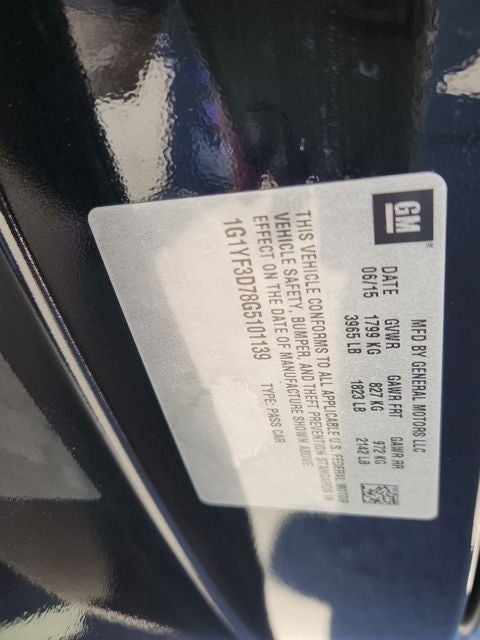 GM
MFD BY GENERAL MOTORS LLC
DATE GVWR GAWR FRT GAWR RR
06/15 1799 KG 827 KG 972 KG
3965 LB 1823 LB 2142 LB
THIS VEHICLE CONFORMS TO ALL APPLICABLE U.S. FEDERAL MOTOR
VEHICLE SAFETY, BUMPER, AND THEFT PREVENTION STANDARDS IN
EFFECT ON THE DATE OF MANUFACTURE SHOWN ABOVE.
1G1YF3D78G5101139 TYPE: PASS CAR